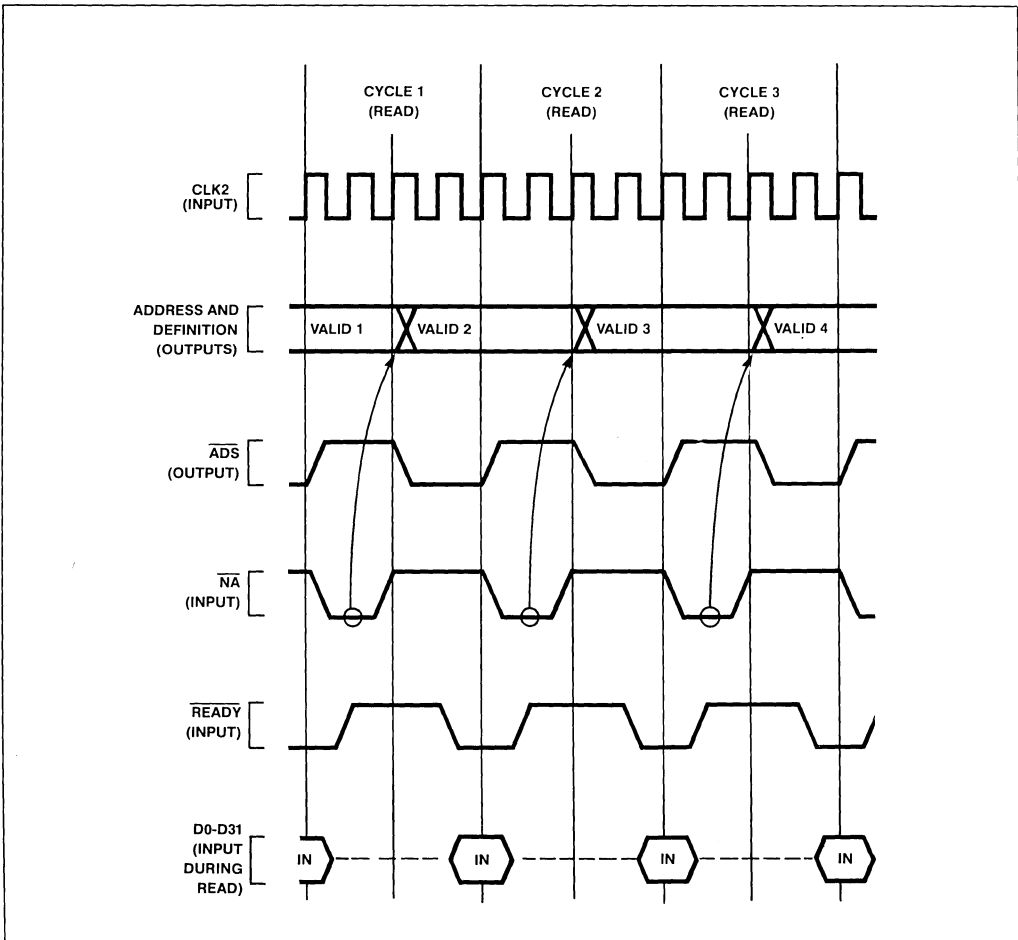 CYCLE 1
(READ)
CYCLE 2
(READ)
CYCLE 3
(READ)
CLK2
(INPUT)
ADDRESS AND
DEFINITION
(OUTPUTS)
VALID 1
VALID 2
VALID 3
VALID 4
ADS
(OUTPUT)
NA
(INPUT)
READY
(INPUT)
D0-D31
(INPUT
DURING
READ)
IN
IN
IN
IN